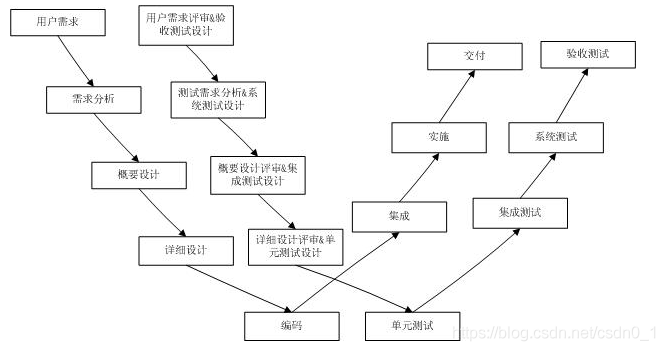 用户需求
用户需求评审&验
收测试设计
交付
验收测试
需求分析
测试需求分析&系
统测试设计
实施
系统测试
概要设计
概要设计评审&集
成测试设计
集成
集成测试
详细设计
详细设计评审&单
元测试设计
编码
单元测试
https://blog.csdn.net/csdn0_1